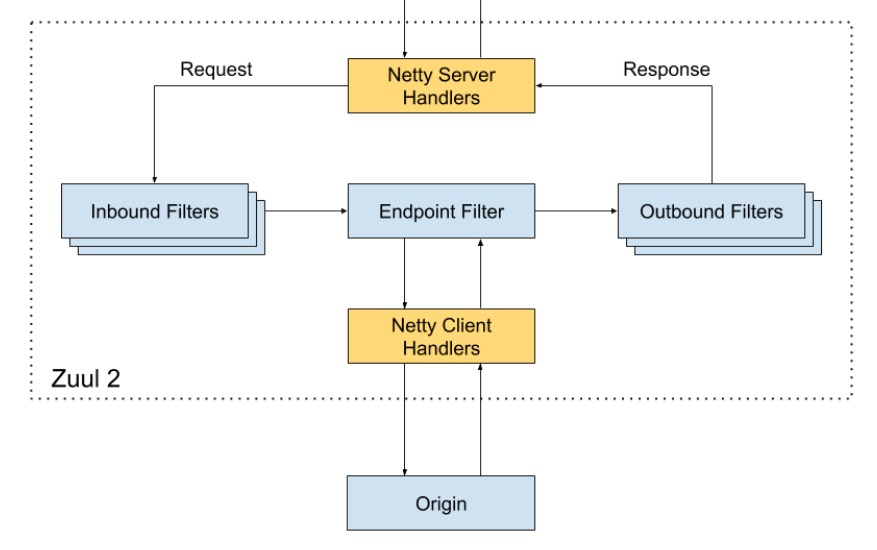 Request
Netty Server
Handlers
Response
Inbound Filters
Endpoint Filter
Outbound Filters
Netty Client
Handlers
Zuul 2
Origin